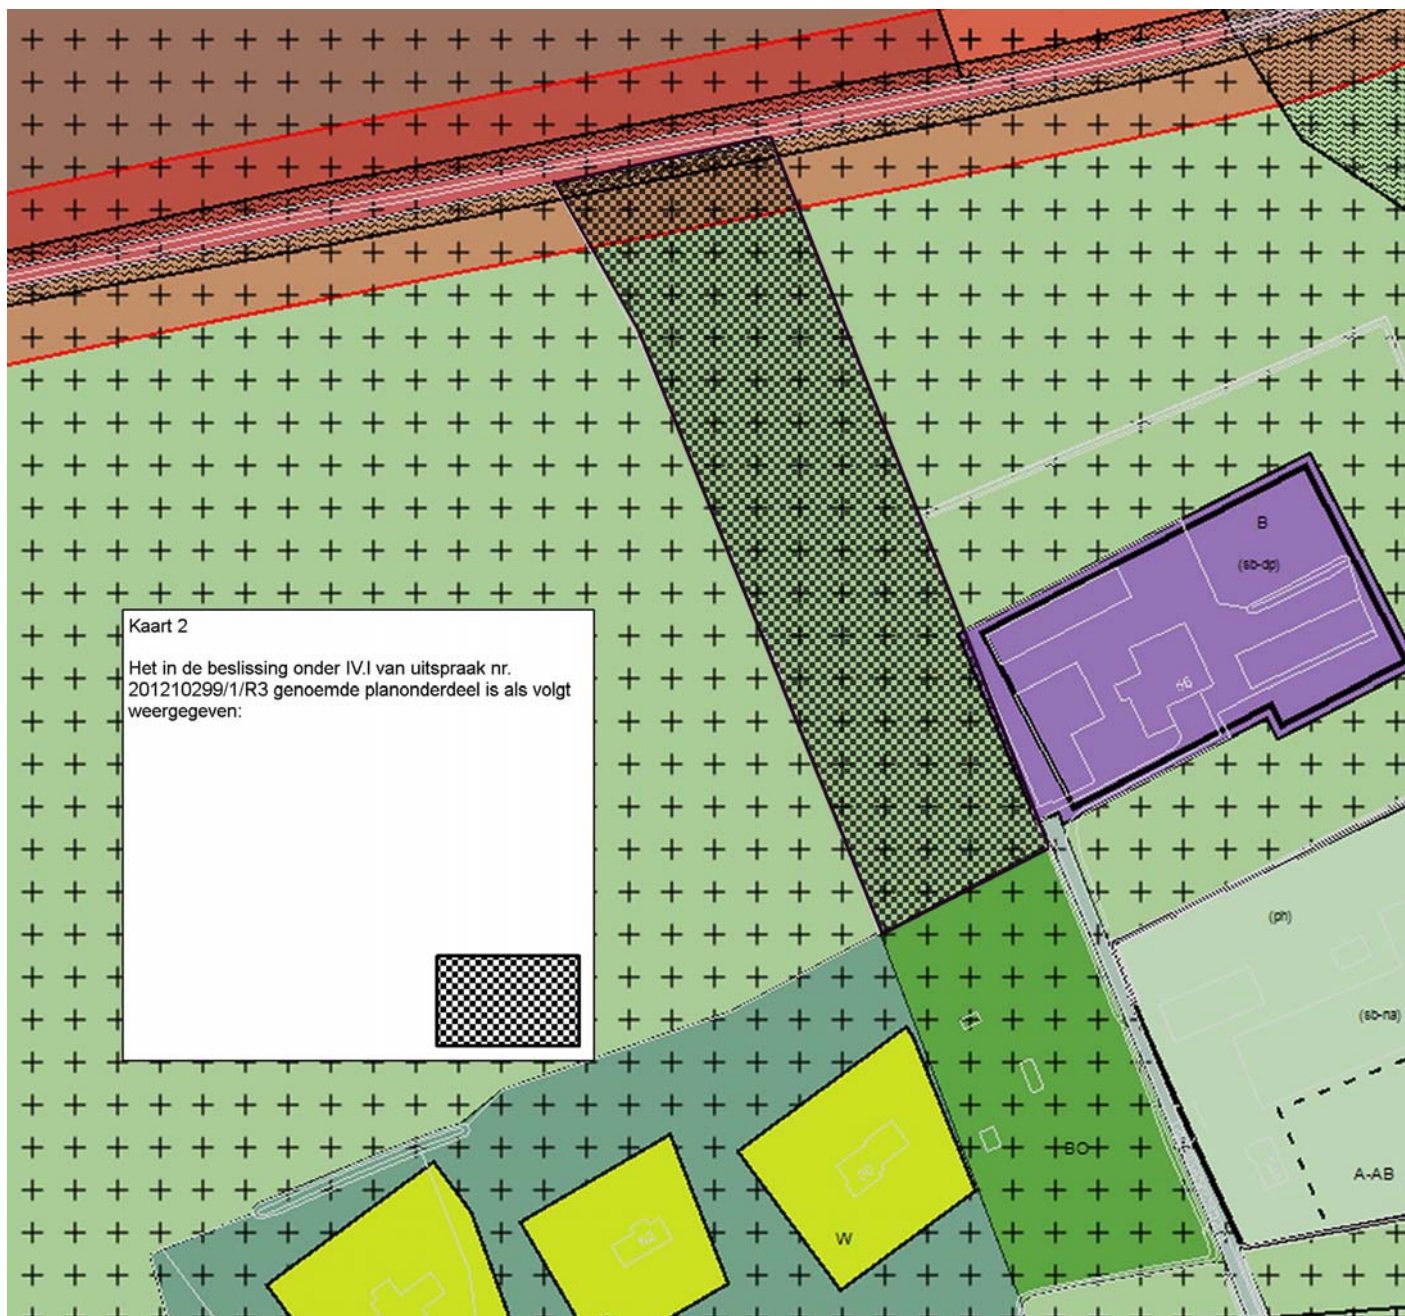 B
(sb-dp)
Kaart 2
Het in de beslissing onder IV.I van uitspraak nr.
201210299/1/R3 genoemde planonderdeel is als volgt
weergegeven:
46
(ph)
(sb-na)
BO
A-AB
W